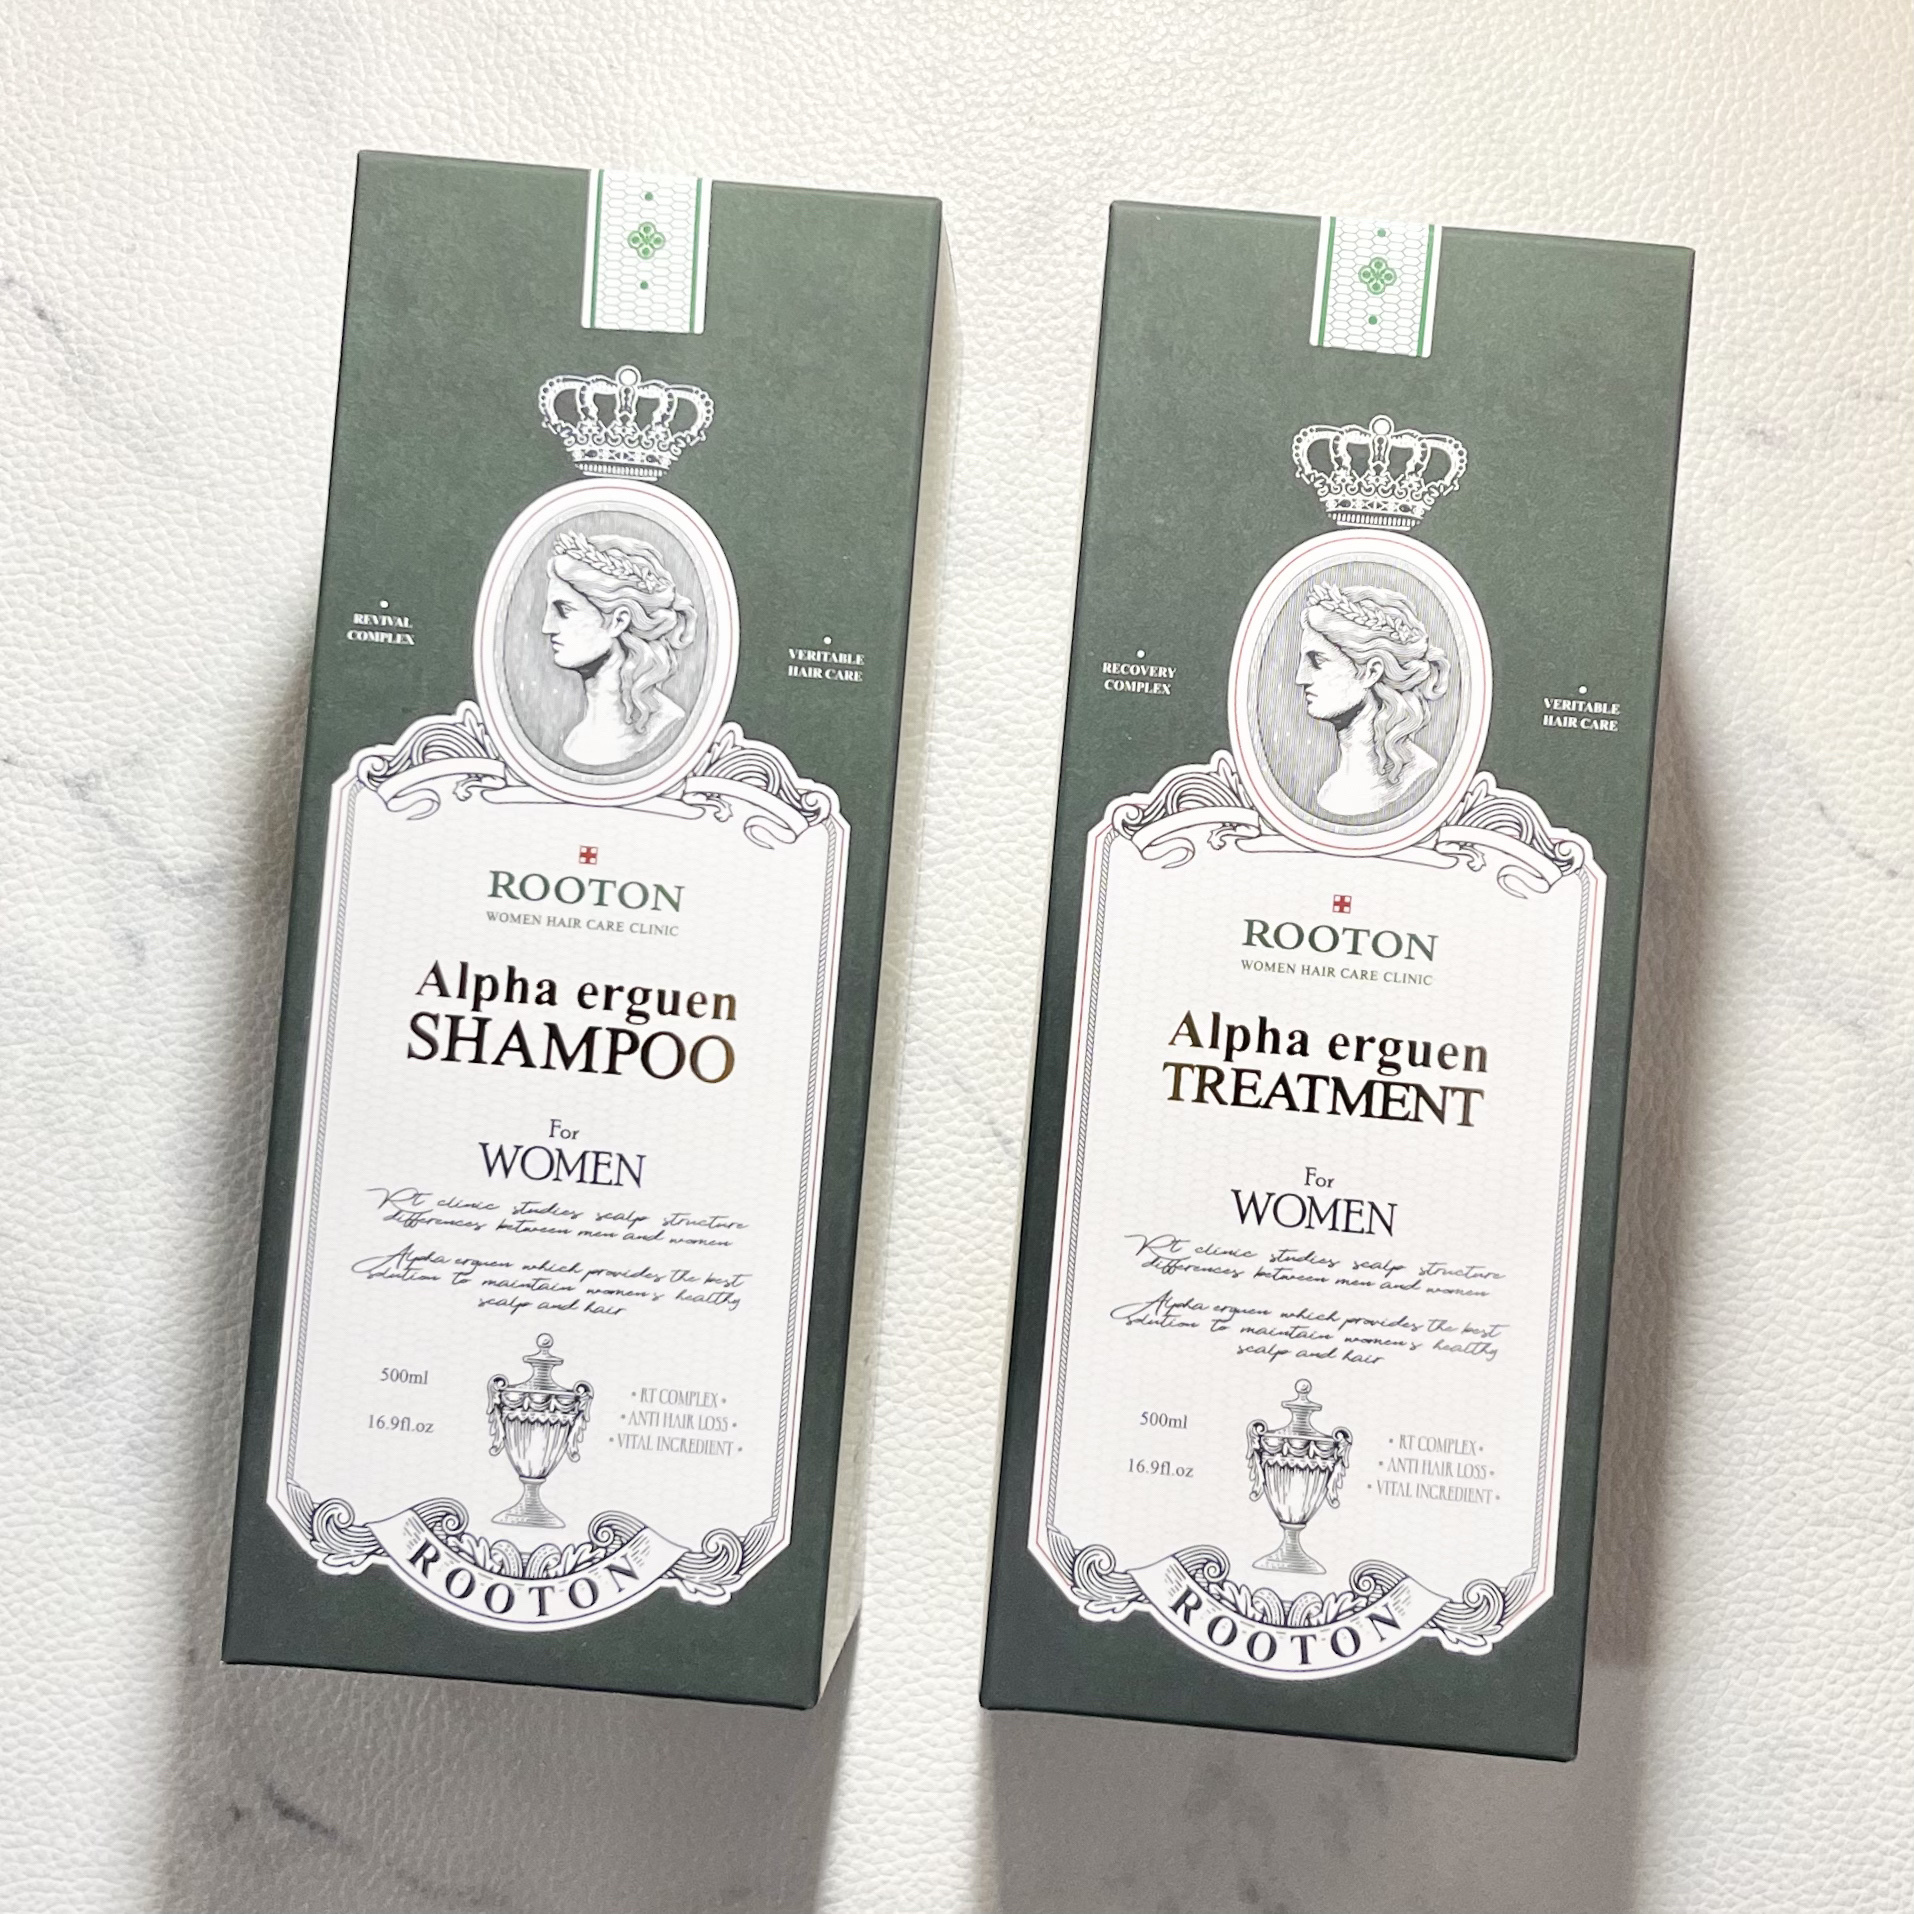 REVIVAL
COMPLEX
VERITABLE
HAIR CARE
ROOTON
WOMEN HAIR CARE CLINIC
Alpha erguen
SHAMPOO
For
WOMEN
Rt clinic studies scalp structure
differences between men and women
Alpha erguen which provides the best
solution to maintain women's healthy
scalp and hair
500ml
16.9fl.oz
• RT COMPLEX •
• ANTI HAIR LOSS •
• VITAL INCREDIENT •
ROOTON
RECOVERY
COMPLEX
VERITABLE
HAIR CARE
ROOTON
WOMEN HAIR CARE CLINIC
Alpha erguen
TREATMENT
For
WOMEN
Rt clinic studies scalp structure
differences between men and women
Alpha erguen which provides the best
solution to maintain women's healthy
scalp and hair
500ml
16.9fl.oz
• RT COMPLEX •
• ANTI HAIR LOSS •
• VITAL INCREDIENT •
ROOTON